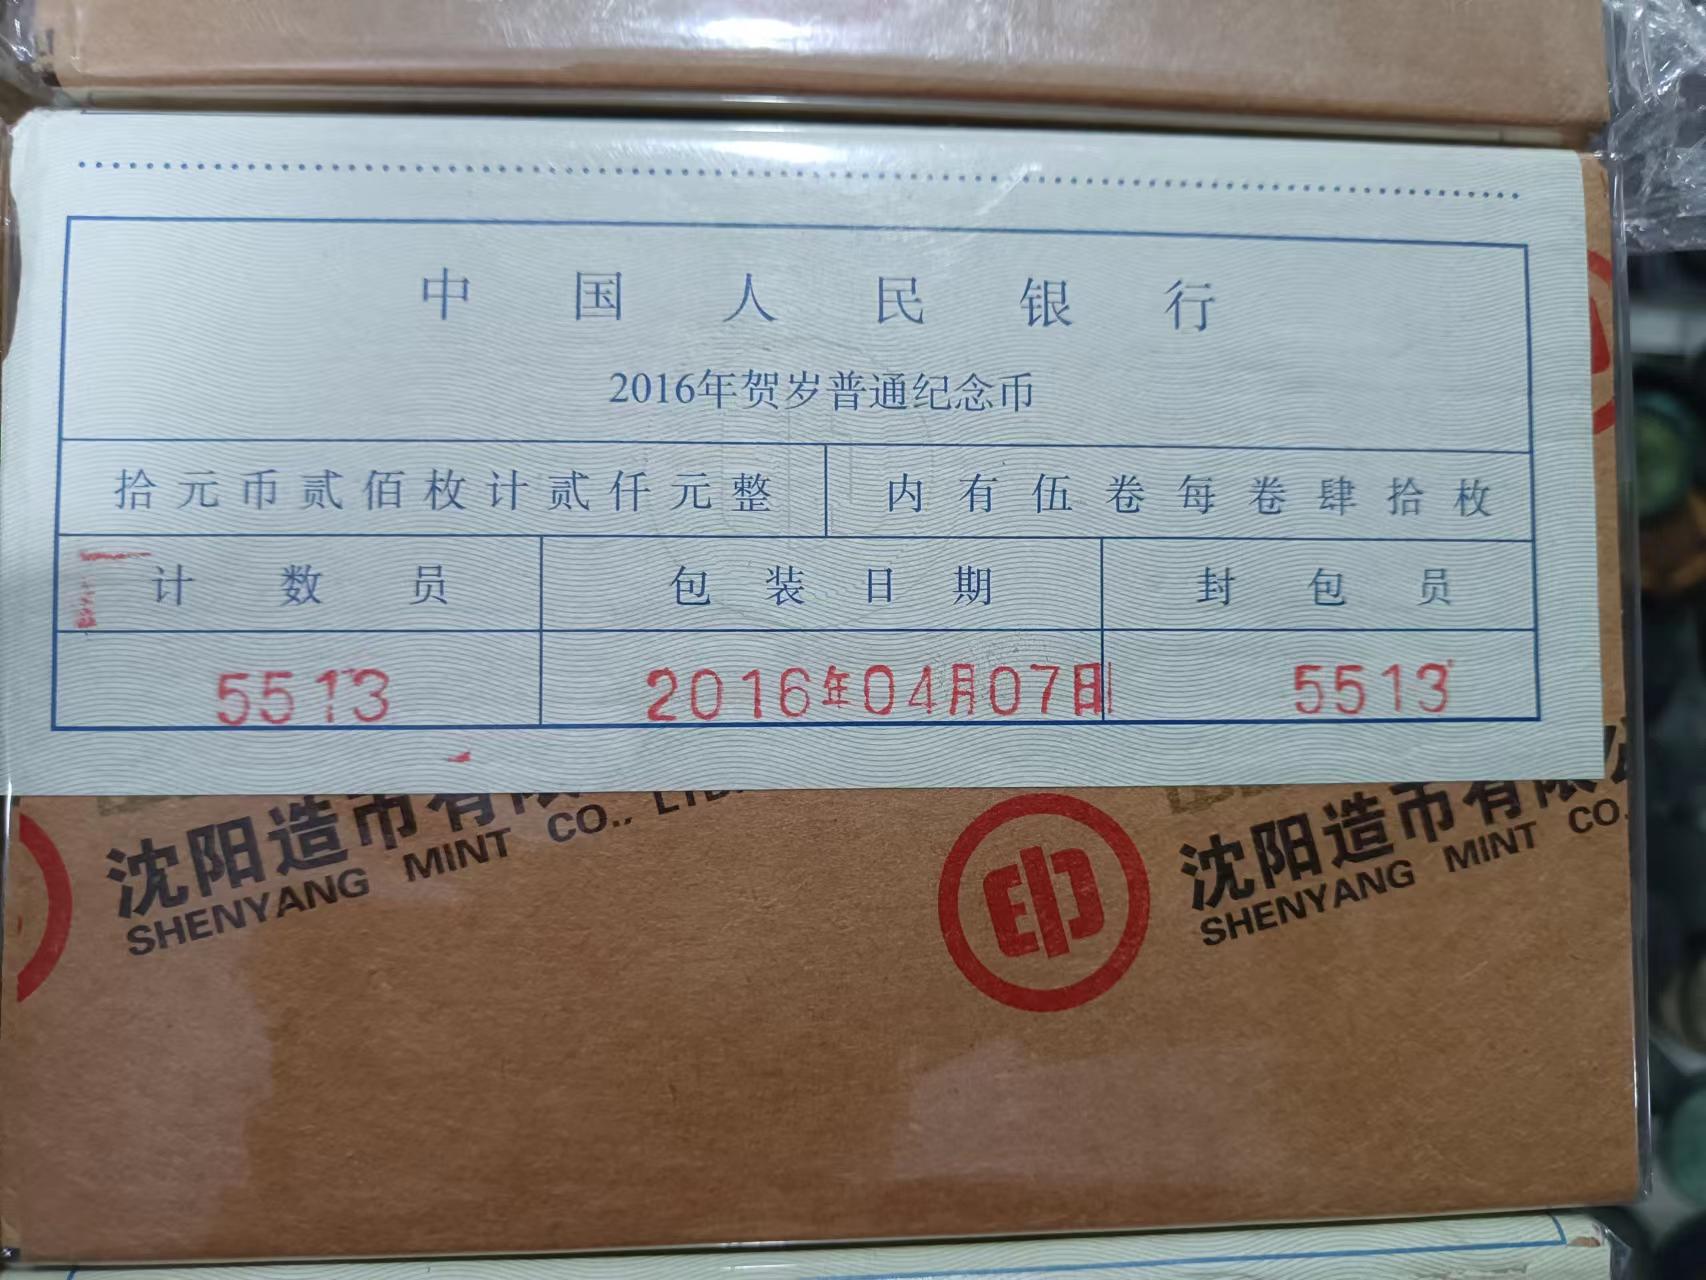 中国人民银行
2016年贺岁普通纪念币
拾元币贰佰枚计贰仟元整 内有伍卷每卷肆拾枚
计数员 包装日期 封包员
5513 2016年04月07日 5513
沈阳造币有限 沈阳造币有限公
SHENYANG MINT CO., LTD. SHENYANG MINT CO.